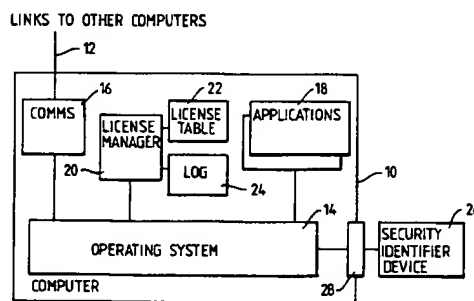 LINKS TO OTHER COMPUTERS
12
16
COMMS
22
LICENSE
TABLE
18
APPLICATIONS
LICENSE
MANAGER
20
LOG
24
10
14
OPERATING SYSTEM
COMPUTER
28
SECURITY
IDENTIFIER
DEVICE